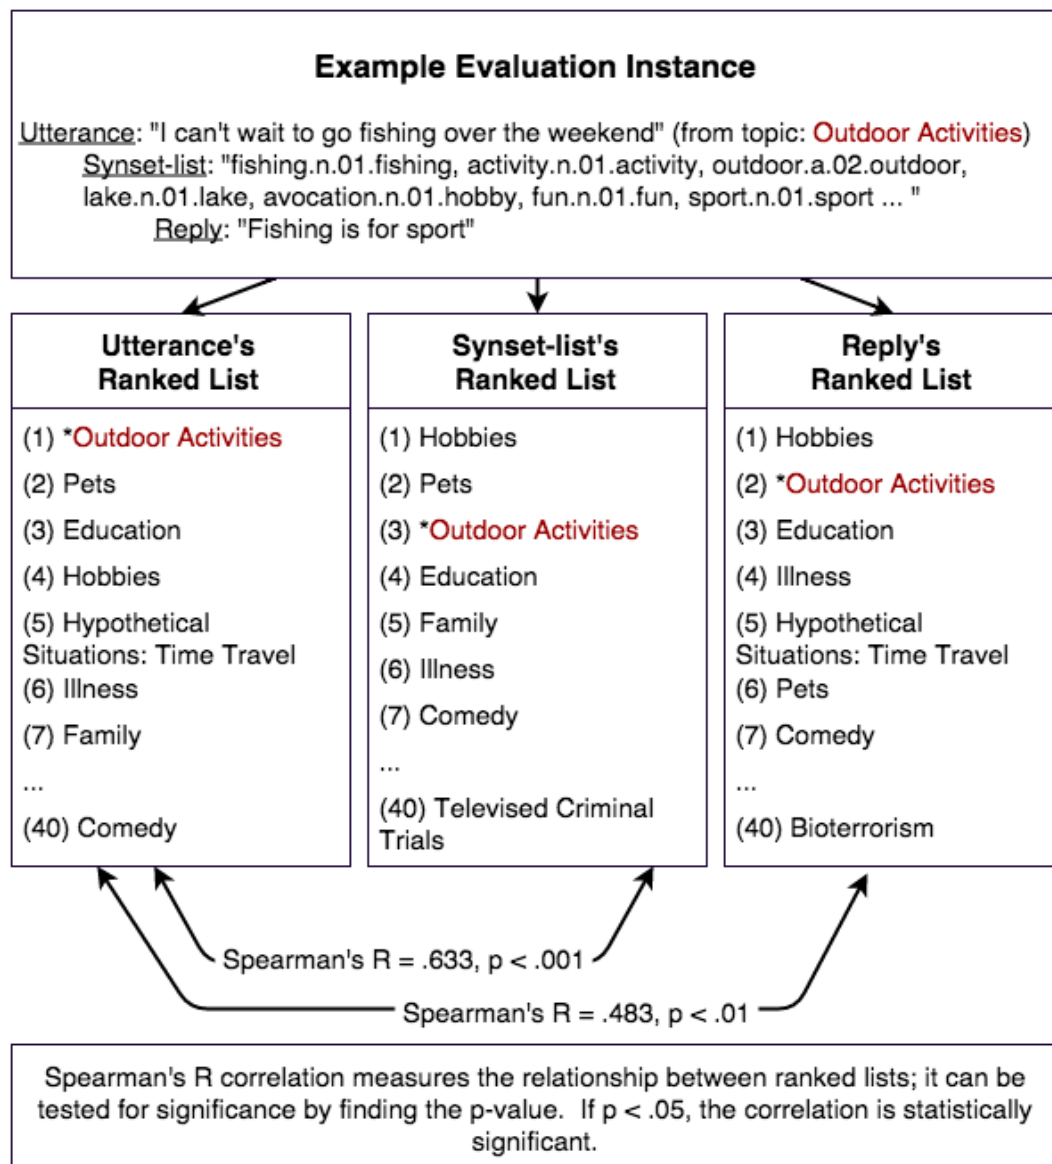 Example Evaluation Instance
Utterance: "I can't wait to go fishing over the weekend" (from topic: Outdoor Activities)
Synset-list: "fishing.n.01.fishing, activity.n.01.activity, outdoor.a.02.outdoor,
lake.n.01.lake, avocation.n.01.hobby, fun.n.01.fun, sport.n.01.sport ... "
Reply: "Fishing is for sport"
Utterance's
Ranked List
(1) *Outdoor Activities
(2) Pets
(3) Education
(4) Hobbies
(5) Hypothetical
Situations: Time Travel
(6) Illness
(7) Family
...
(40) Comedy
Synset-list's
Ranked List
(1) Hobbies
(2) Pets
(3) *Outdoor Activities
(4) Education
(5) Family
(6) Illness
(7) Comedy
...
(40) Televised Criminal
Trials
Reply's
Ranked List
(1) Hobbies
(2) *Outdoor Activities
(3) Education
(4) Illness
(5) Hypothetical
Situations: Time Travel
(6) Pets
(7) Comedy
...
(40) Bioterrorism
Spearman's R = .633, p < .001
Spearman's R = .483, p < .01
Spearman's R correlation measures the relationship between ranked lists; it can be
tested for significance by finding the p-value.  If p < .05, the correlation is statistically
significant.